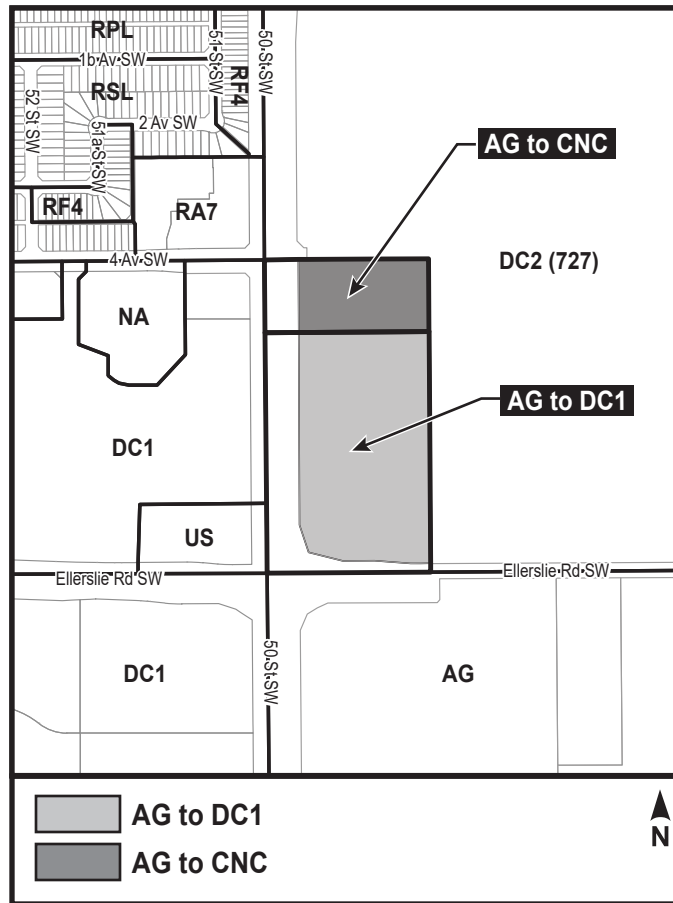 RPL
1b Av SW
51 St SW
50 St SW
RF4
RSL
52 St SW
51a St SW
2 Av SW
AG to CNC
RF4
RA7
4 Av SW
DC2 (727)
NA
AG to DC1
DC1
US
Ellerslie Rd SW
Ellerslie Rd SW
50 St SW
DC1
AG
AG to DC1
AG to CNC
N